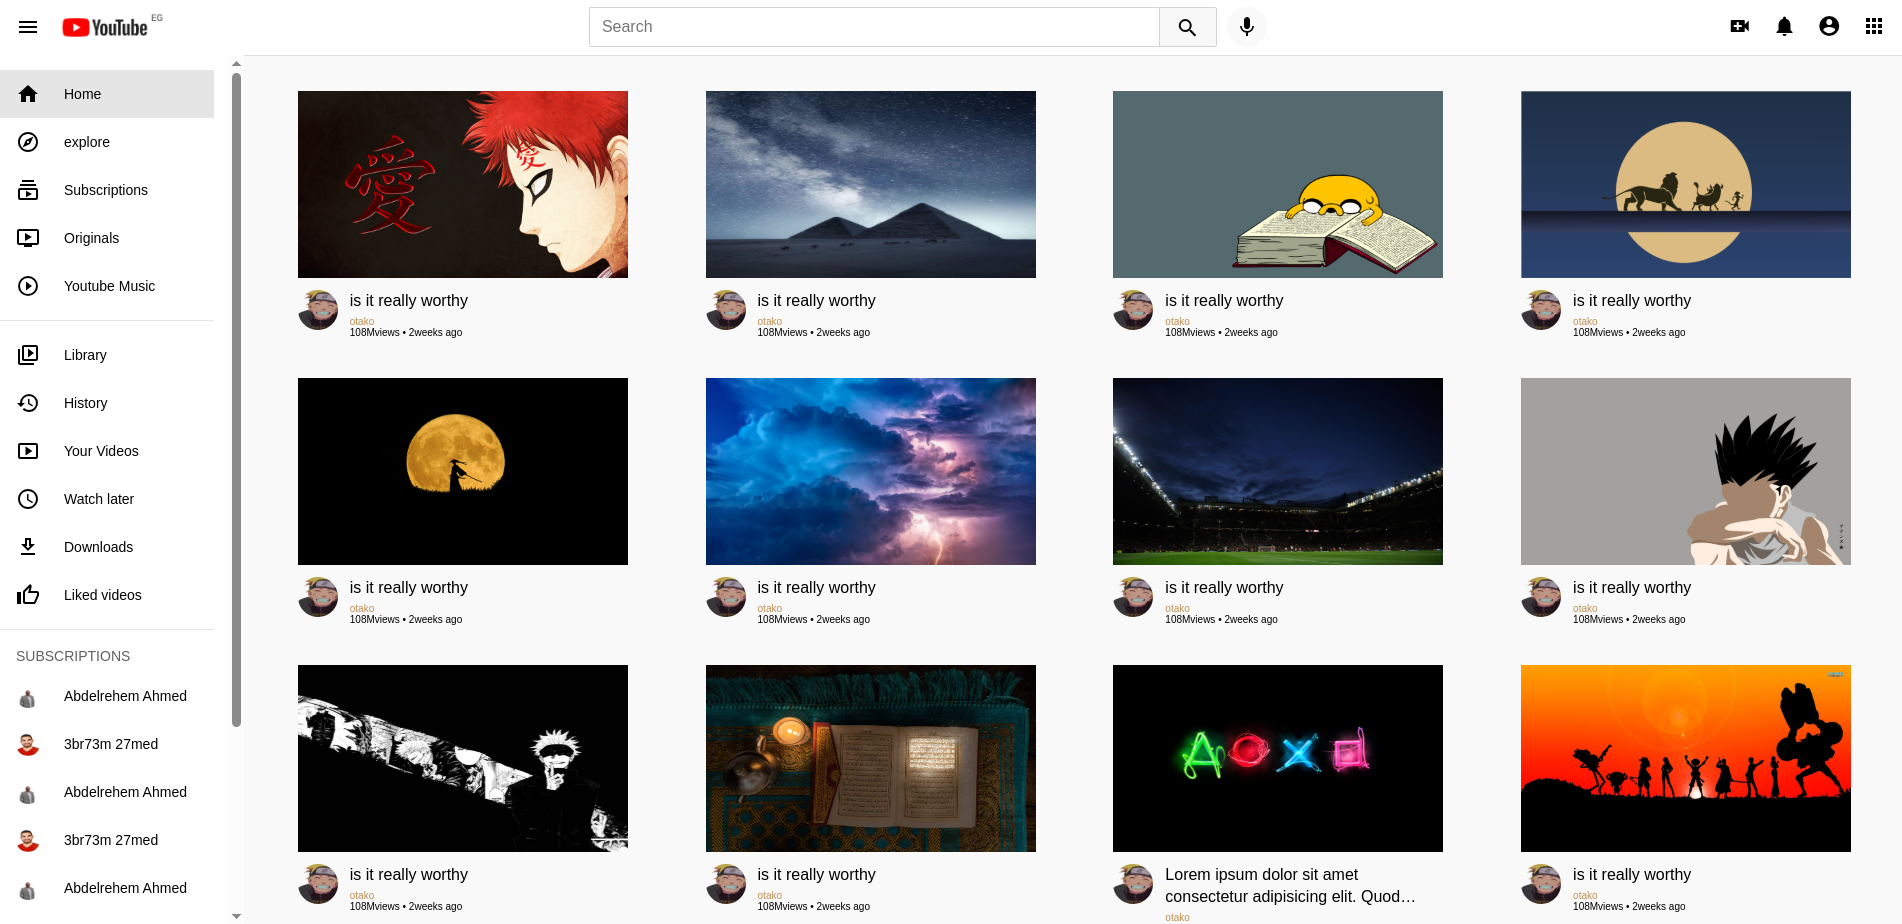 YouTube EG
Search
Home
explore
Subscriptions
Originals
Youtube Music
Library
History
Your Videos
Watch later
Downloads
Liked videos
SUBSCRIPTIONS
Abdelrehem Ahmed
3br73m 27med
Abdelrehem Ahmed
3br73m 27med
Abdelrehem Ahmed
愛
愛
is it really worthy
otako
108Mviews • 2weeks ago
is it really worthy
otako
108Mviews • 2weeks ago
is it really worthy
otako
108Mviews • 2weeks ago
is it really worthy
otako
108Mviews • 2weeks ago
is it really worthy
otako
108Mviews • 2weeks ago
is it really worthy
otako
108Mviews • 2weeks ago
is it really worthy
otako
108Mviews • 2weeks ago
is it really worthy
otako
108Mviews • 2weeks ago
is it really worthy
otako
108Mviews • 2weeks ago
is it really worthy
otako
108Mviews • 2weeks ago
Lorem ipsum dolor sit amet
consectetur adipisicing elit. Quod…
otako
is it really worthy
otako
108Mviews • 2weeks ago